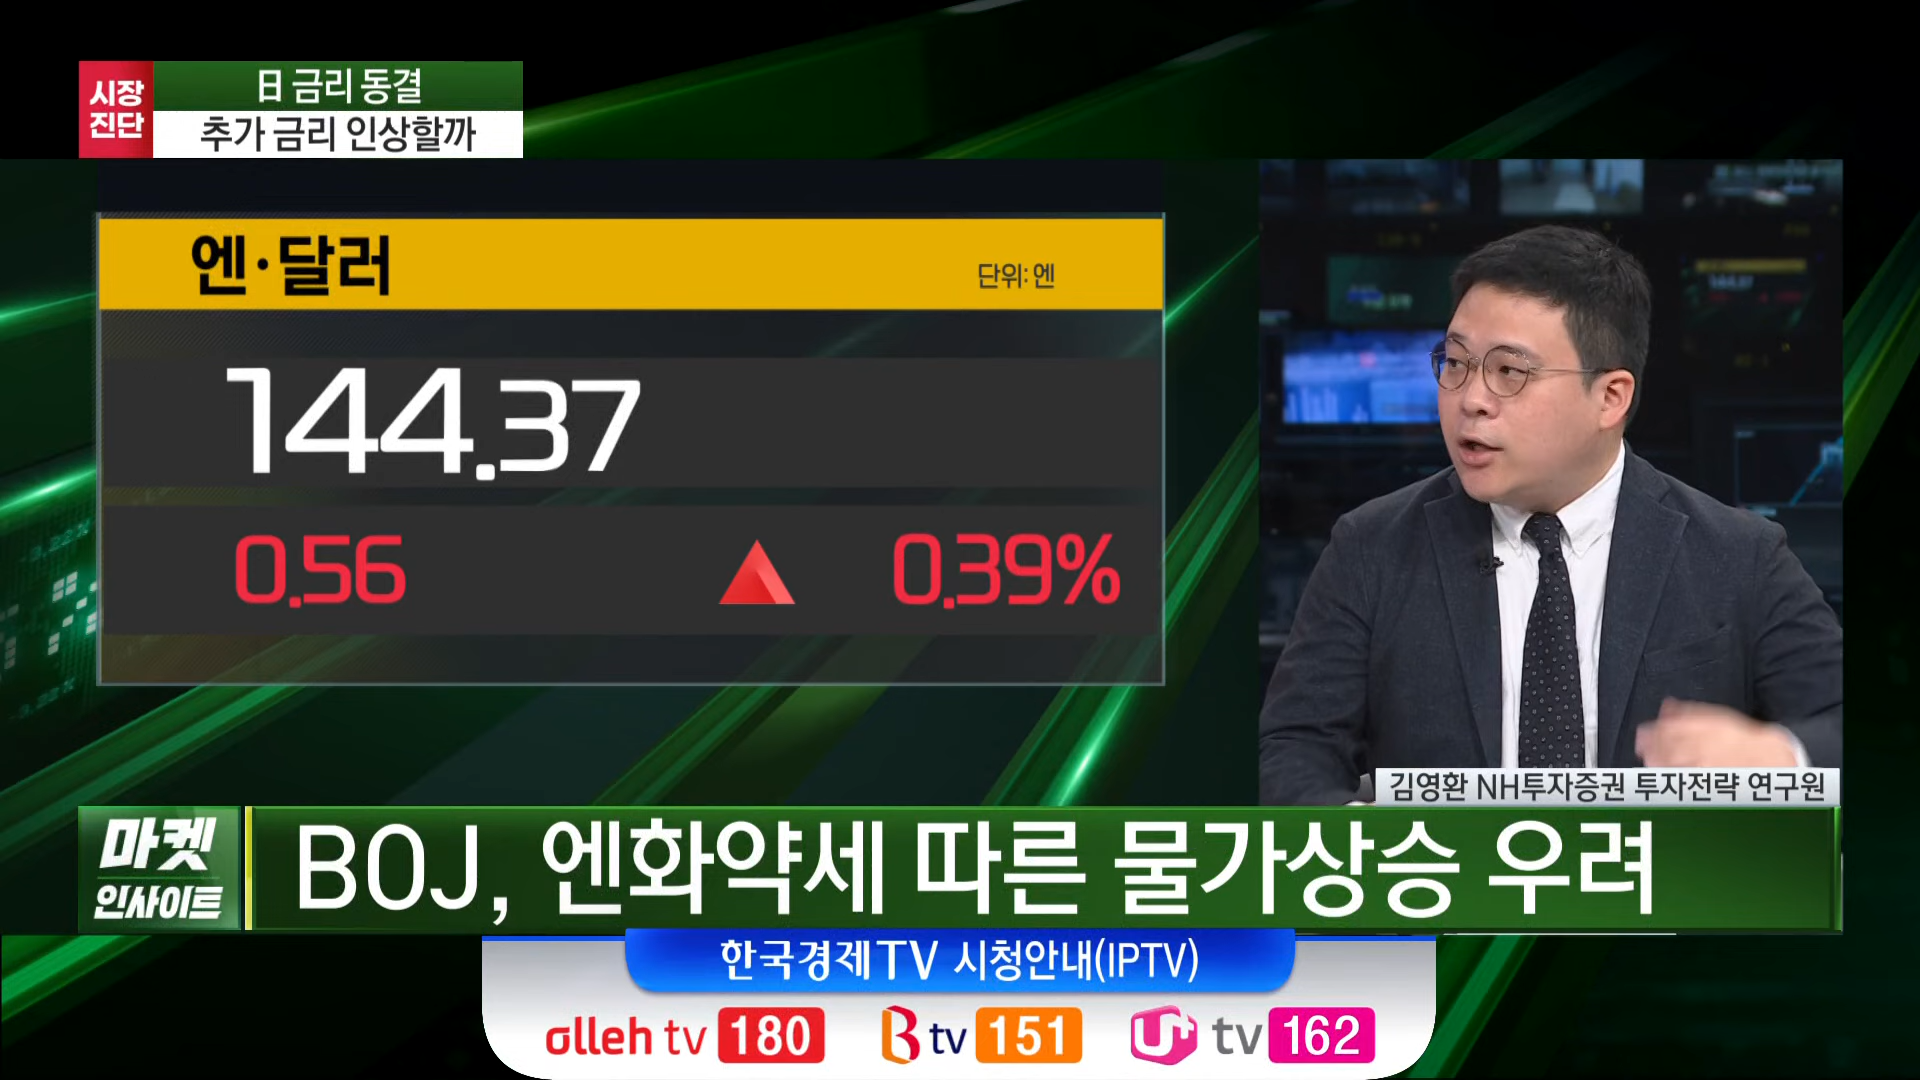 시장
진단
日 금리 동결
추가 금리 인상할까
엔·달러
단위:엔
144.37
0.56 ▲ 0.39%
김영환 NH투자증권 투자전략 연구원
마켓
인사이트
BOJ, 엔화약세 따른 물가상승 우려
한국경제TV 시청안내(IPTV)
olleh tv 180 B tv 151 U+ tv 162